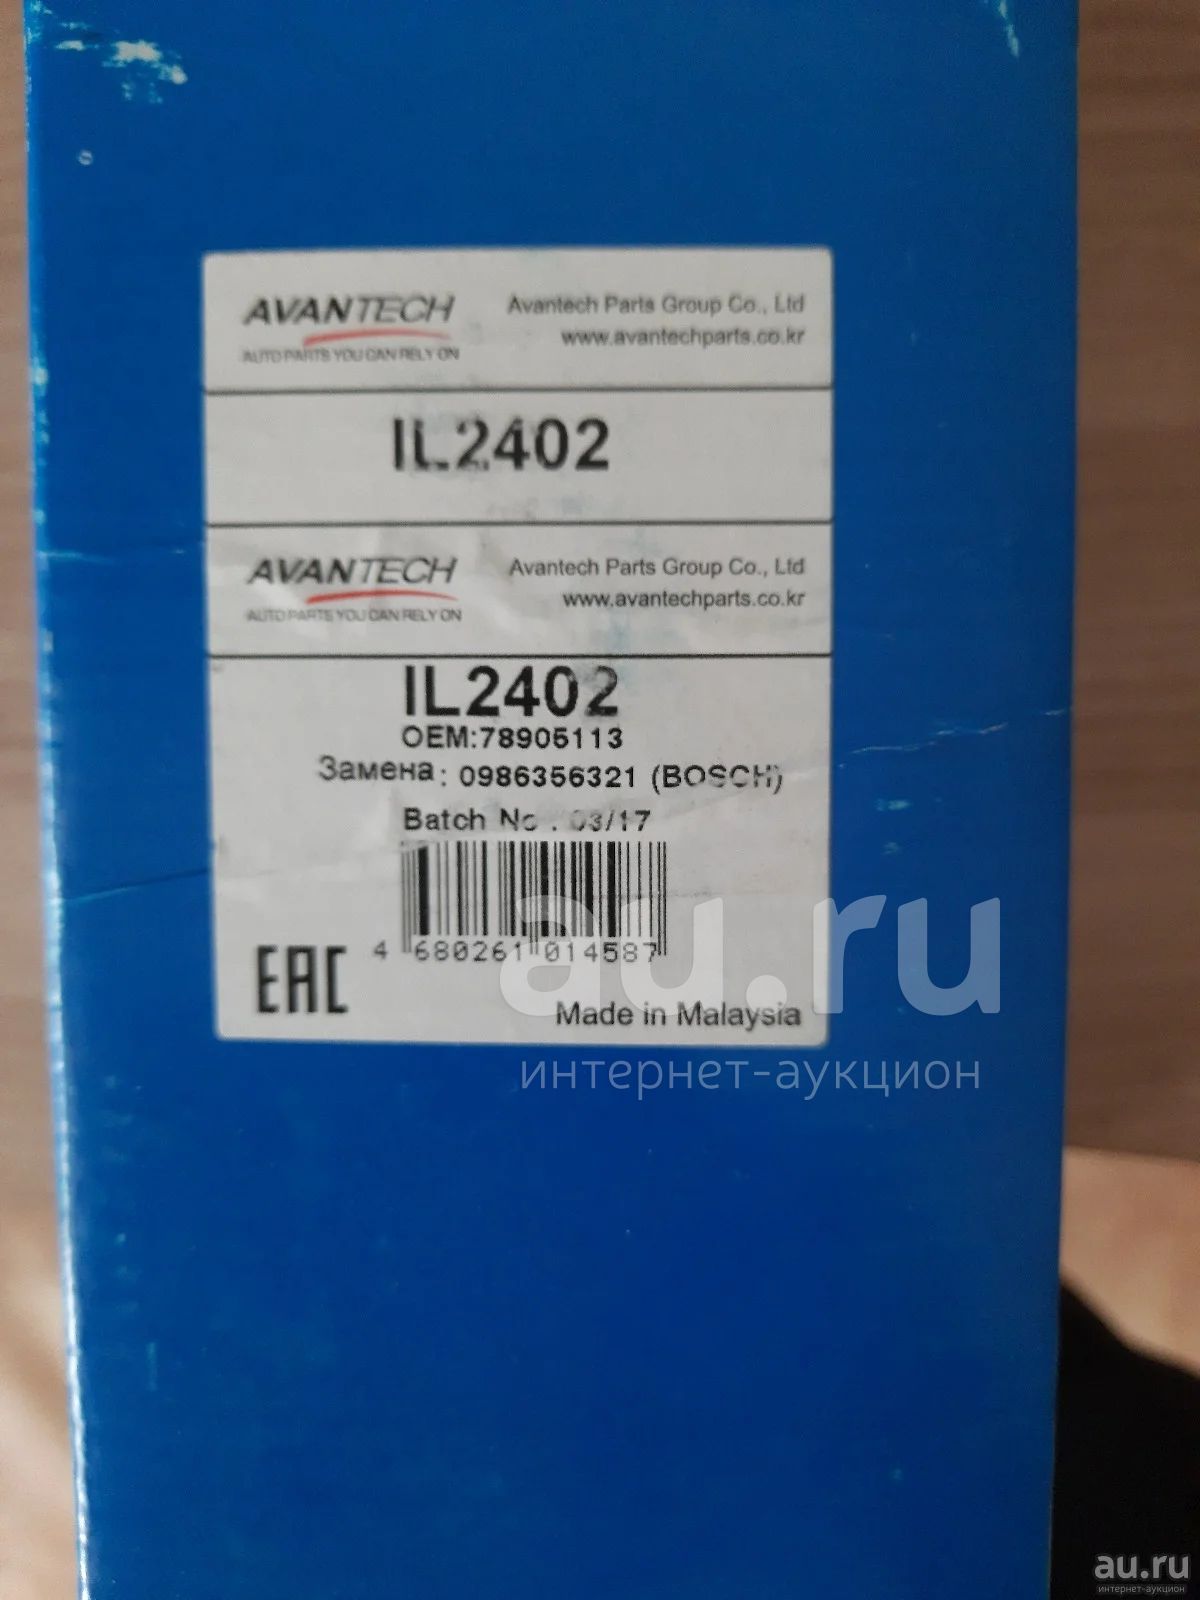 AVANTECH
AUTO PARTS YOU CAN RELY ON
Avantech Parts Group Co., Ltd
www.avantechparts.co.kr
IL2402
AVANTECH
AUTO PARTS YOU CAN RELY ON
Avantech Parts Group Co., Ltd
www.avantechparts.co.kr
IL2402
OEM:78905113
Замена: 0986356321 (BOSCH)
Batch No . 03/17
4 680261 014587
EAC
Made in Malaysia
au.ru
интернет-аукцион
au.ru
интернет-аукцион